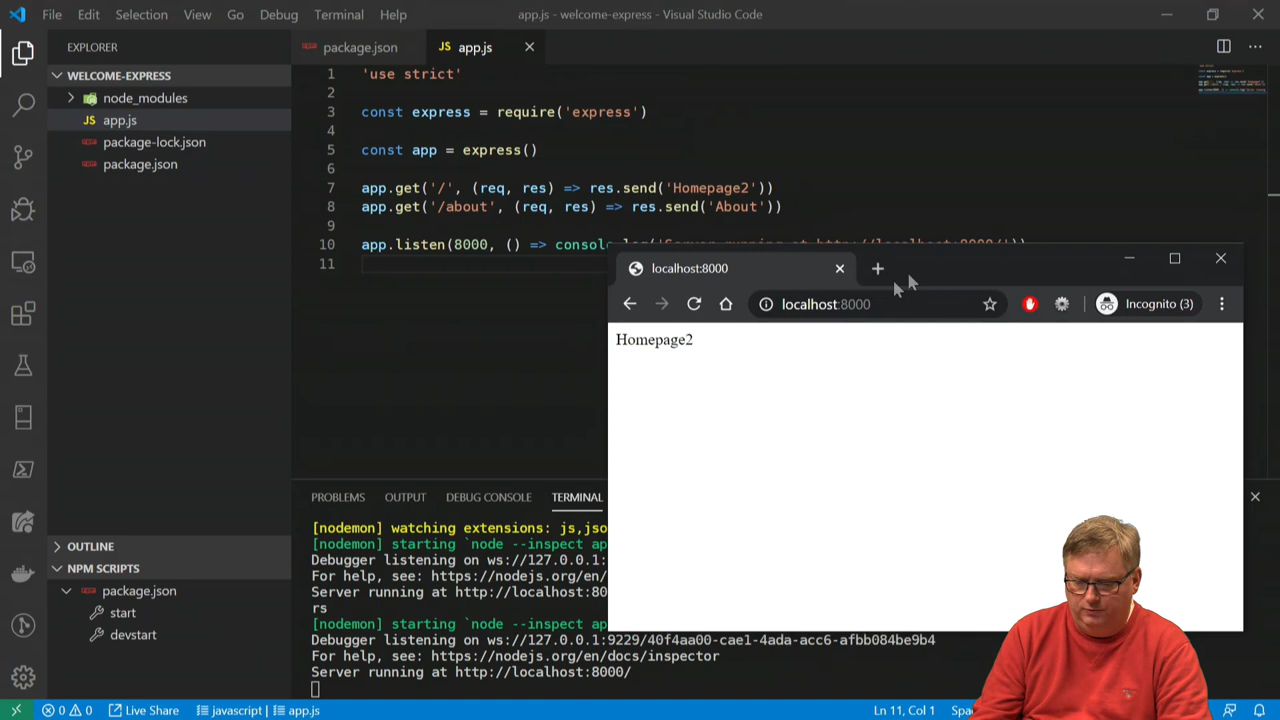 File Edit Selection View Go Debug Terminal Help
app.js - welcome-express - Visual Studio Code
EXPLORER
WELCOME-EXPRESS
node_modules
JS app.js
package-lock.json
package.json
OUTLINE
NPM SCRIPTS
package.json
start
devstart
package.json
JS app.js
1 'use strict'
2
3 const express = require('express')
4
5 const app = express()
6
7 app.get('/', (req, res) => res.send('Homepage2'))
8 app.get('/about', (req, res) => res.send('About'))
9
10 app.listen(8000, () => console.log('Server running at http://localhost:8000/'))
11
localhost:8000
localhost:8000
Incognito (3)
Homepage2
PROBLEMS OUTPUT DEBUG CONSOLE TERMINAL
[nodemon] watching extensions: js,jso
[nodemon] starting `node --inspect ap
Debugger listening on ws://127.0.0.1:
For help, see: https://nodejs.org/en/
Server running at http://localhost:80
rs
[nodemon] starting `node --inspect ap
Debugger listening on ws://127.0.0.1:9229/40f4aa00-cae1-4ada-acc6-afbb084be9b4
For help, see: https://nodejs.org/en/docs/inspector
Server running at http://localhost:8000/
0 0 Live Share javascript | app.js
Ln 11, Col 1 Spac